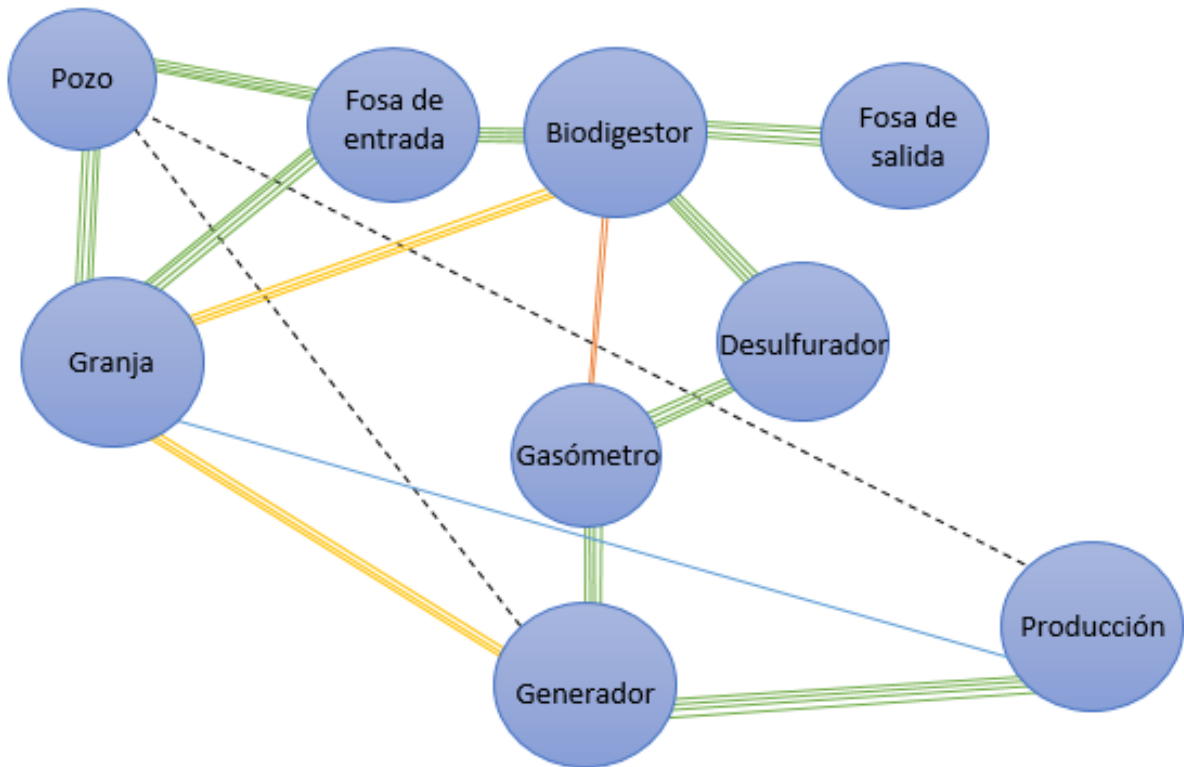 Pozo
Fosa de
entrada
Biodigestor
Fosa de
salida
Granja
Desulfurador
Gasómetro
Producción
Generador